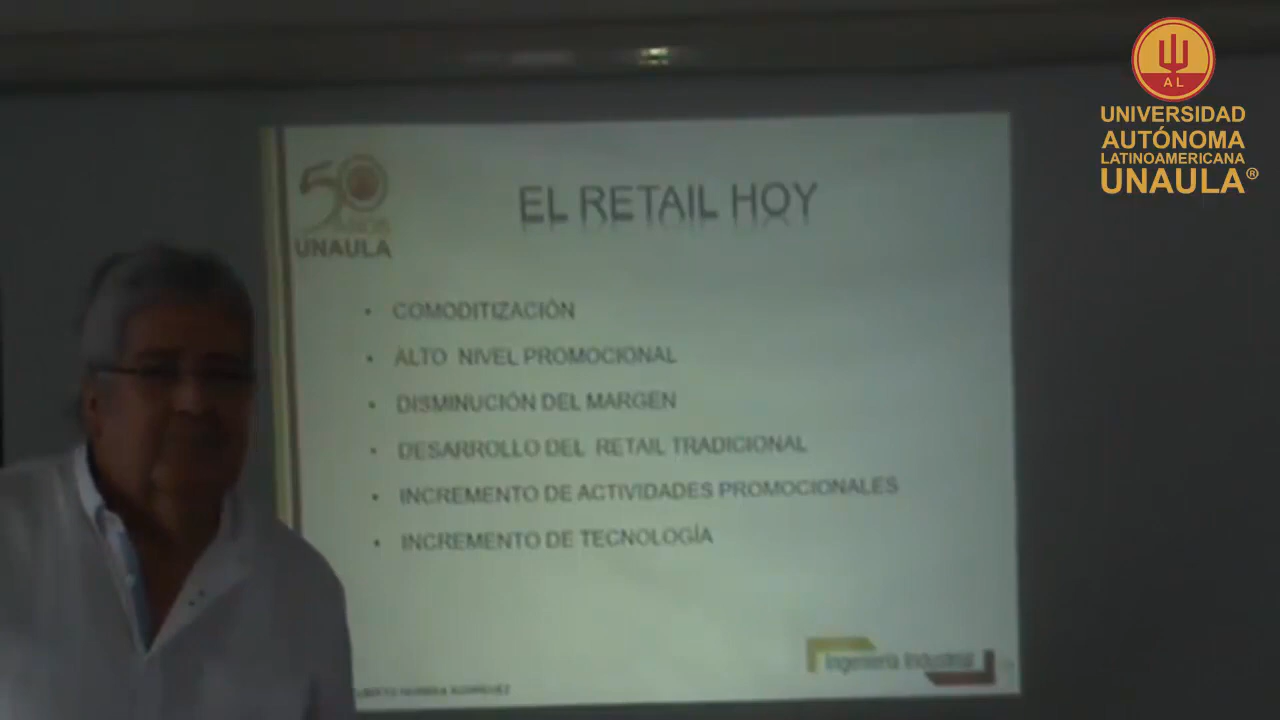 AL
UNIVERSIDAD
AUTÓNOMA
LATINOAMERICANA
UNAULA®
50
AÑOS
UNAULA
EL RETAIL HOY
• COMODITIZACIÓN
• ALTO NIVEL PROMOCIONAL
• DISMINUCIÓN DEL MARGEN
• DESARROLLO DEL RETAIL TRADICIONAL
• INCREMENTO DE ACTIVIDADES PROMOCIONALES
• INCREMENTO DE TECNOLOGÍA
Ingeniería Industrial